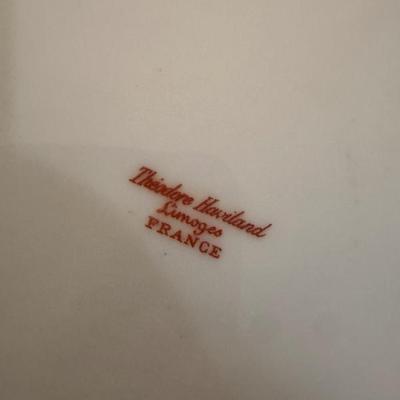 Theodore Haviland
Limoges
FRANCE